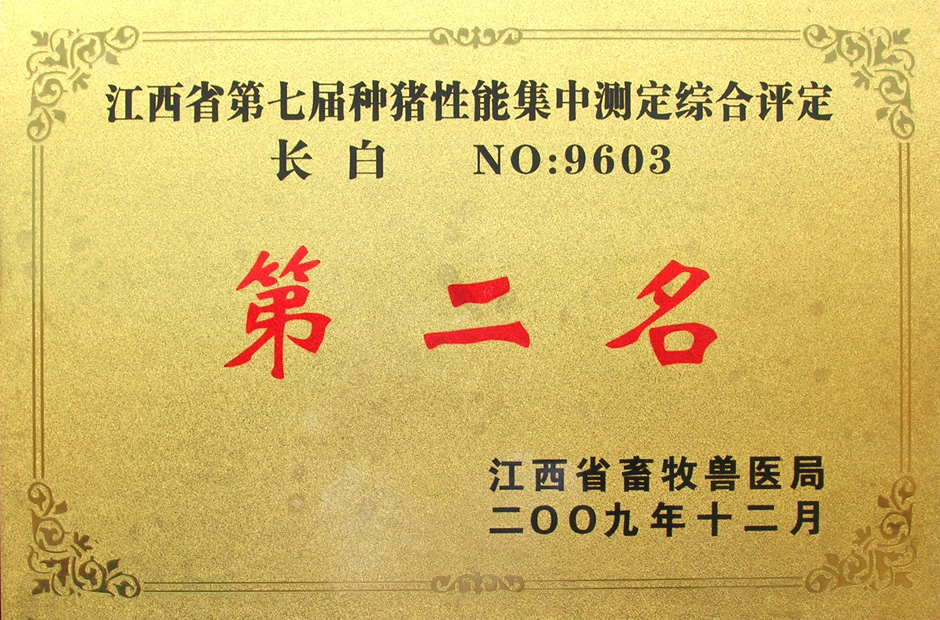 江西省第七届种猪性能集中测定综合评定
长白 NO:9603
第二名
江西省畜牧兽医局
二〇〇九年十二月